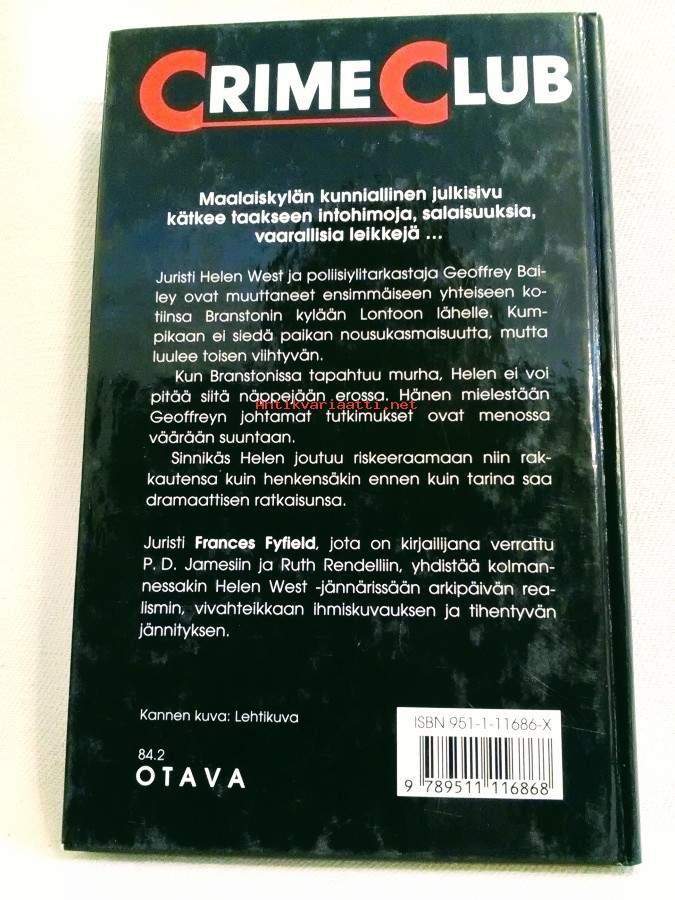 CRIME CLUB
Maalaiskylän kunniallinen julkisivu
kätkee taakseen intohimoja, salaisuuksia,
vaarallisia leikkejä ...
Juristi Helen West ja poliisiylitarkastaja Geoffrey Bai-
ley ovat muuttaneet ensimmäiseen yhteiseen ko-
tiinsa Branstonin kylään Lontoon lähelle. Kum-
pikaan ei siedä paikan nousukasmaisuutta, mutta
luulee toisen viihtyvän.
Kun Branstonissa tapahtuu murha, Helen ei voi
pitää siitä näppejään erossa. Hänen mielestään
Antikvariaatti.net
Geoffreyn johtamat tutkimukset ovat menossa
väärään suuntaan.
Sinnikäs Helen joutuu riskeeraamaan niin rak-
kautensa kuin henkensäkin ennen kuin tarina saa
dramaattisen ratkaisunsa.
Juristi Frances Fyfield, jota on kirjailijana verrattu
P. D. Jamesiin ja Ruth Rendelliin, yhdistää kolman-
nessakin Helen West -jännärissään arkipäivän rea-
lismin, vivahteikkaan ihmiskuvauksen ja tihentyvän
jännityksen.
Kannen kuva: Lehtikuva
84.2
OTAVA
ISBN 951-1-11686-X
9 789511 116868